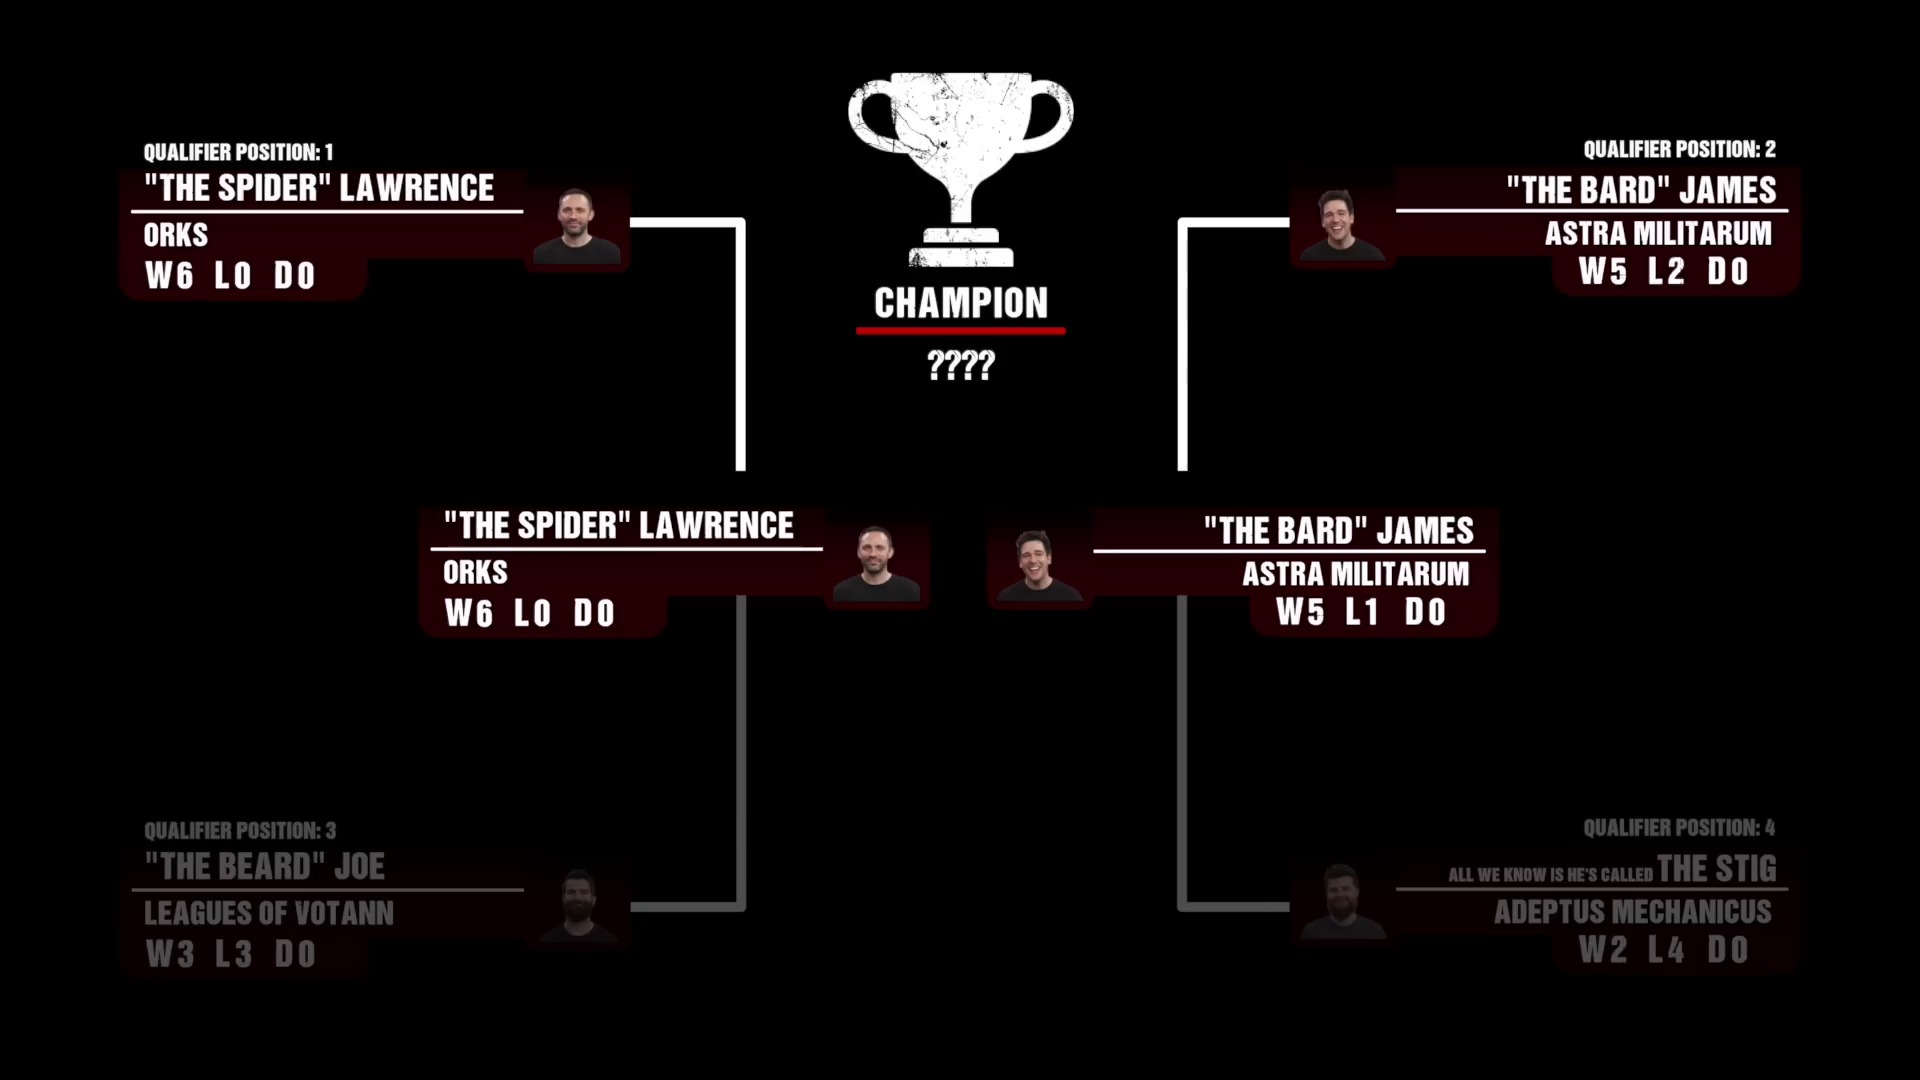 QUALIFIER POSITION: 1
"THE SPIDER" LAWRENCE
ORKS
W6 L0 D0
CHAMPION
????
QUALIFIER POSITION: 2
"THE BARD" JAMES
ASTRA MILITARUM
W5 L2 D0
"THE SPIDER" LAWRENCE
ORKS
W6 L0 D0
"THE BARD" JAMES
ASTRA MILITARUM
W5 L1 D0
QUALIFIER POSITION: 3
"THE BEARD" JOE
LEAGUES OF VOTANN
W3 L3 D0
QUALIFIER POSITION: 4
ALL WE KNOW IS HE'S CALLED THE STIG
ADEPTUS MECHANICUS
W2 L4 D0